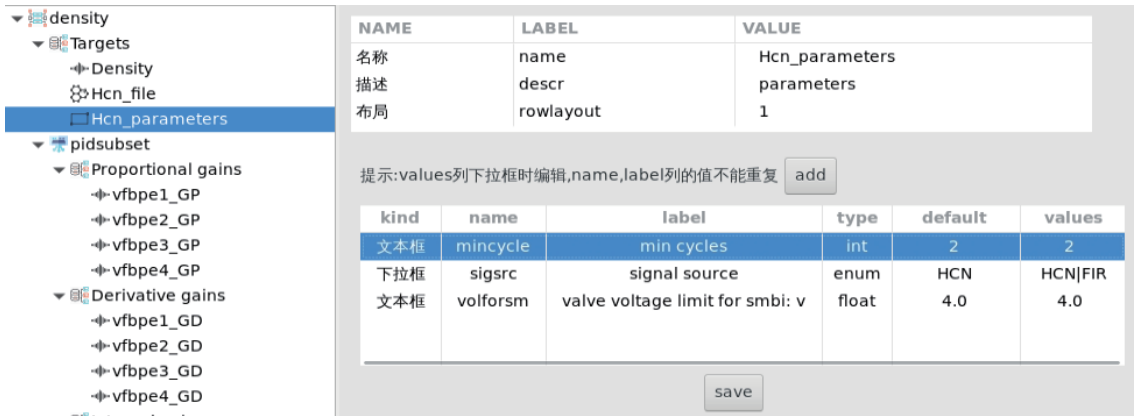 density
Targets
Density
Hcn_file
Hcn_parameters
pidsubset
Proportional gains
vfbpe1_GP
vfbpe2_GP
vfbpe3_GP
vfbpe4_GP
Derivative gains
vfbpe1_GD
vfbpe2_GD
vfbpe3_GD
vfbpe4_GD
NAME LABEL VALUE
名称 name Hcn_parameters
描述 descr parameters
布局 rowlayout 1
提示:values列下拉框时编辑,name,label列的值不能重复 add
kind name label type default values
文本框 mincycle min cycles int 2 2
下拉框 sigsrc signal source enum HCN HCN|FIR
文本框 volforsm valve voltage limit for smbi: v float 4.0 4.0
save